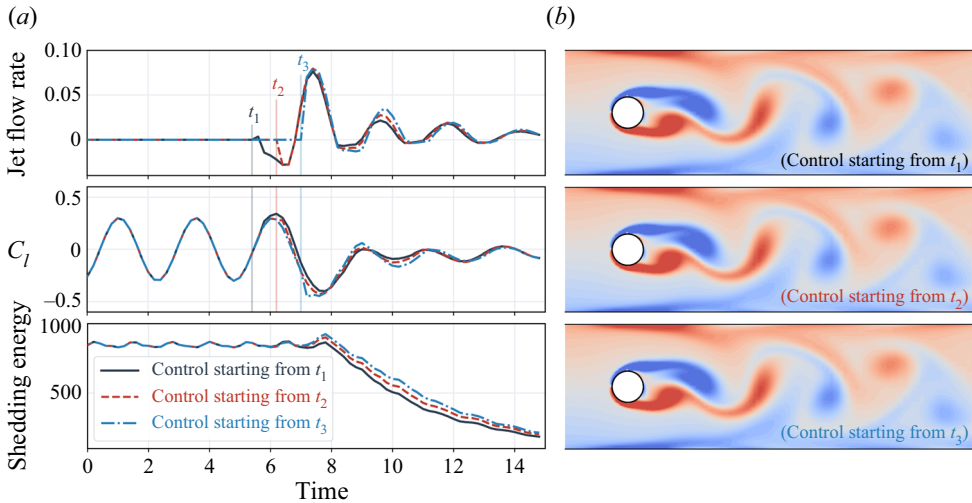 (a)
(b)
Jet flow rate
0.10
0.05
0
t1
t2
t3
Cl
0.5
0
−0.5
Shedding energy
1000
500
Control starting from t1
Control starting from t2
Control starting from t3
0 2 4 6 8 10 12 14
Time
(Control starting from t1)
(Control starting from t2)
(Control starting from t3)